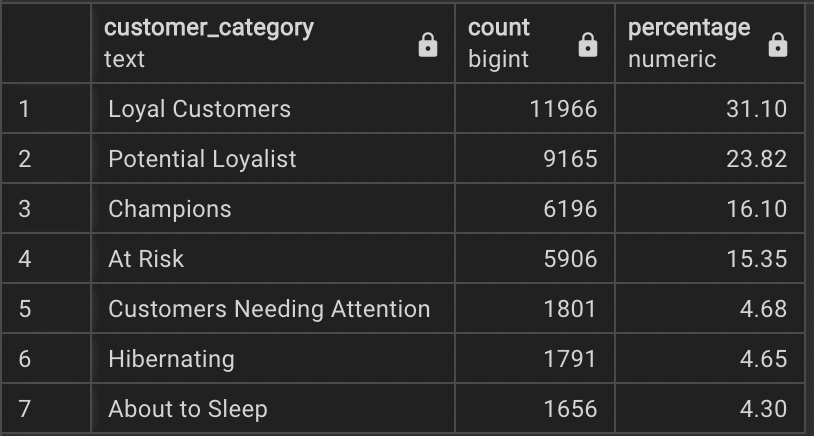 customer_category count percentage
text bigint numeric
1 Loyal Customers 11966 31.10
2 Potential Loyalist 9165 23.82
3 Champions 6196 16.10
4 At Risk 5906 15.35
5 Customers Needing Attention 1801 4.68
6 Hibernating 1791 4.65
7 About to Sleep 1656 4.30